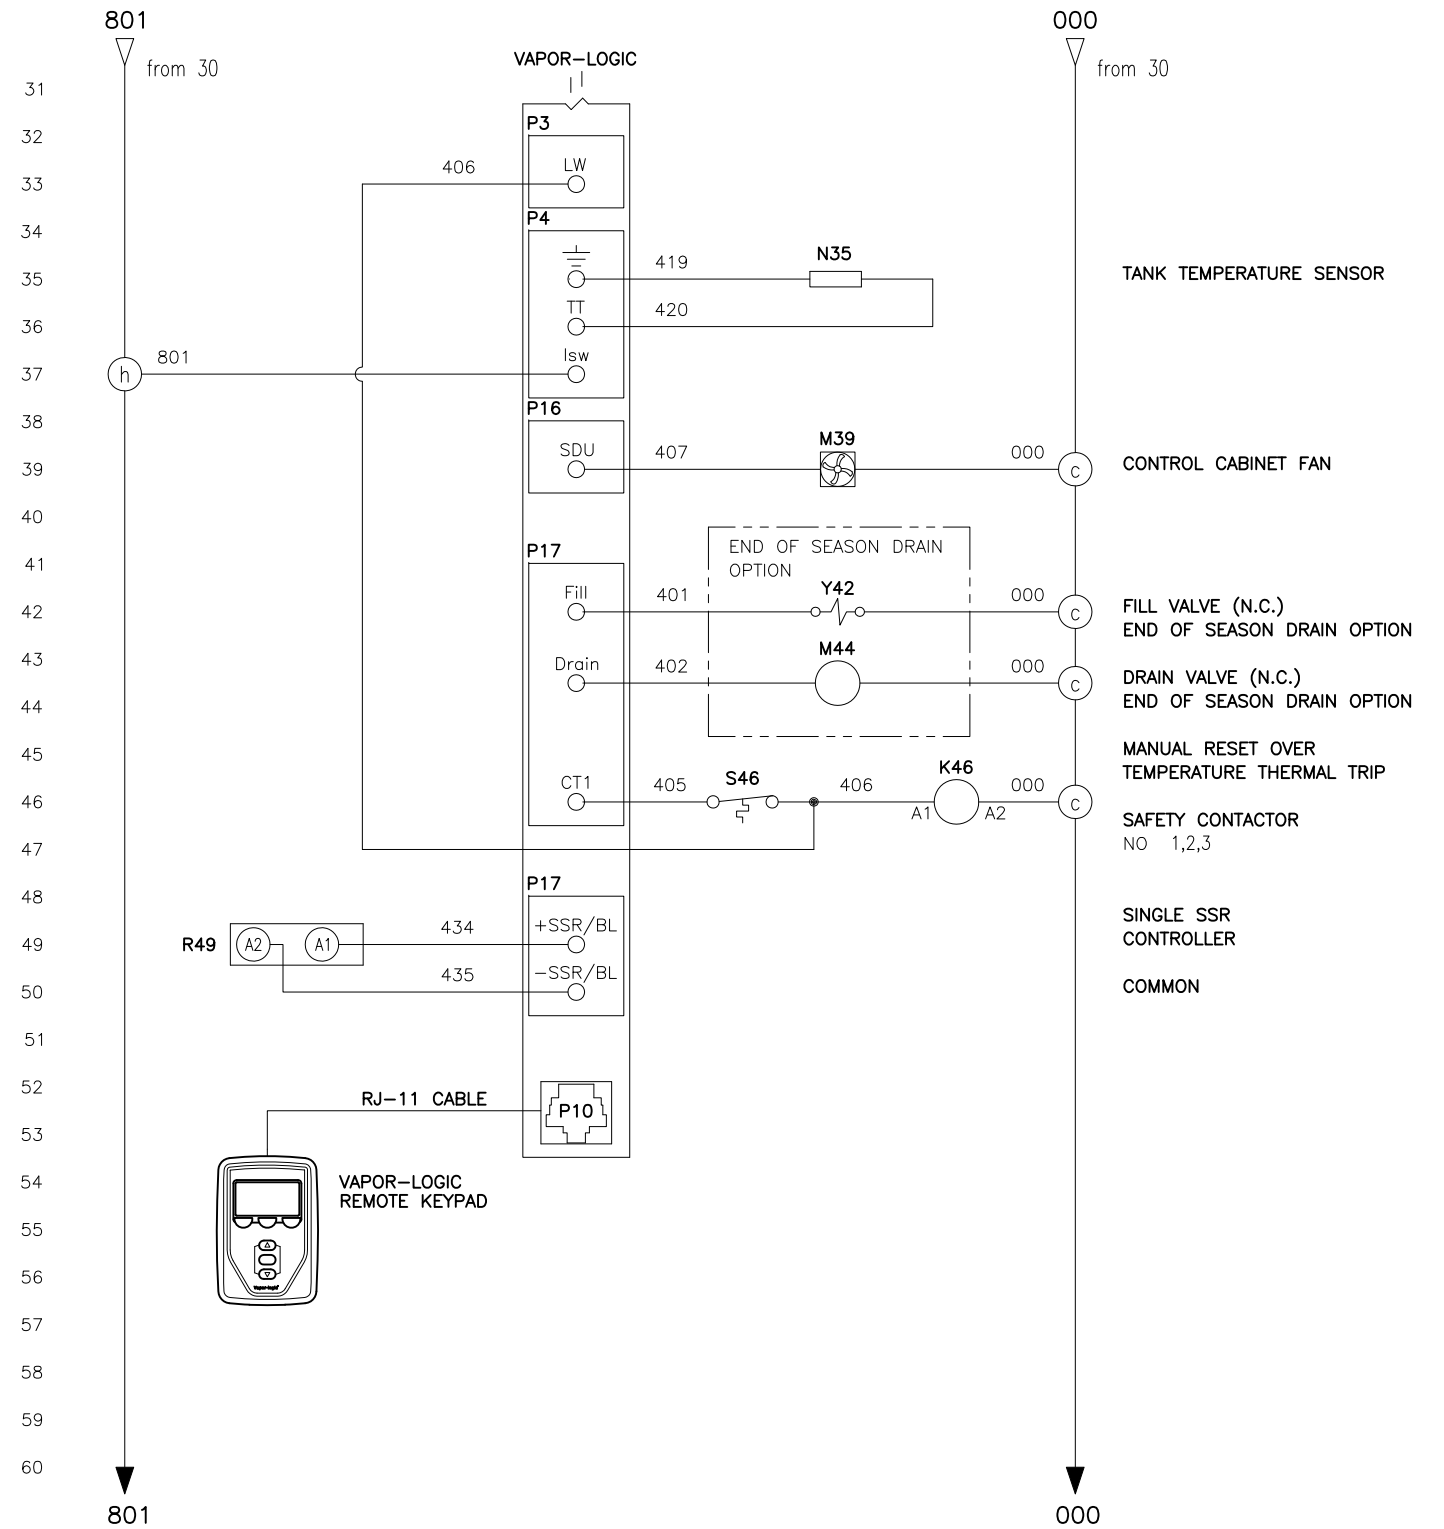 801
000
from 30
from 30
VAPOR-LOGIC
31
32
P3
406
LW
33
34
P4
419
N35
35
TANK TEMPERATURE SENSOR
TT
420
36
801
Isw
h
37
38
P16
M39
SDU
407
000
39
c
CONTROL CABINET FAN
40
END OF SEASON DRAIN
OPTION
41
P17
Fill
401
Y42
000
42
c
FILL VALVE (N.C.)
END OF SEASON DRAIN OPTION
43
M44
Drain
402
000
c
DRAIN VALVE (N.C.)
END OF SEASON DRAIN OPTION
44
45
MANUAL RESET OVER
TEMPERATURE THERMAL TRIP
CT1
405
S46
406
K46
000
46
A1
A2
c
SAFETY CONTACTOR
NO 1,2,3
47
48
P17
SINGLE SSR
CONTROLLER
434
+SSR/BL
49
R49
A2
A1
435
-SSR/BL
50
COMMON
51
52
RJ-11 CABLE
P10
53
54
VAPOR-LOGIC
REMOTE KEYPAD
55
56
Vapor-logic
57
58
59
60
801
000